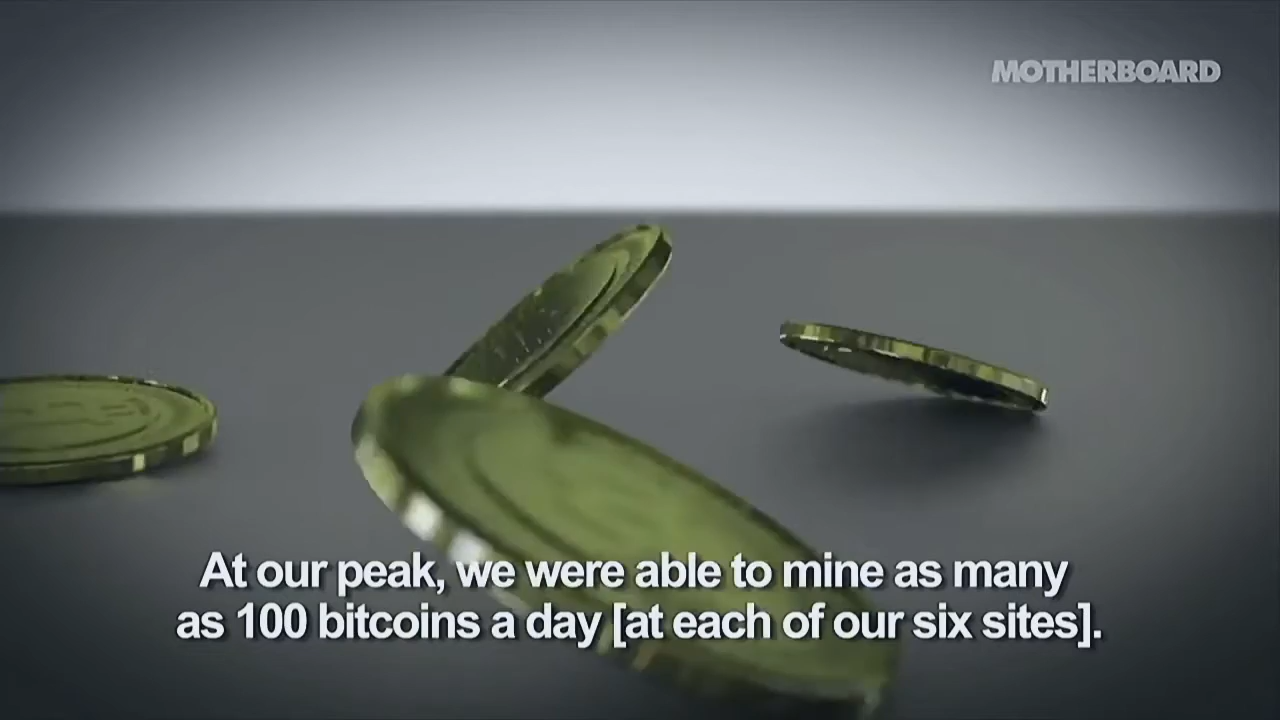 MOTHERBOARD
At our peak, we were able to mine as many
as 100 bitcoins a day [at each of our six sites].